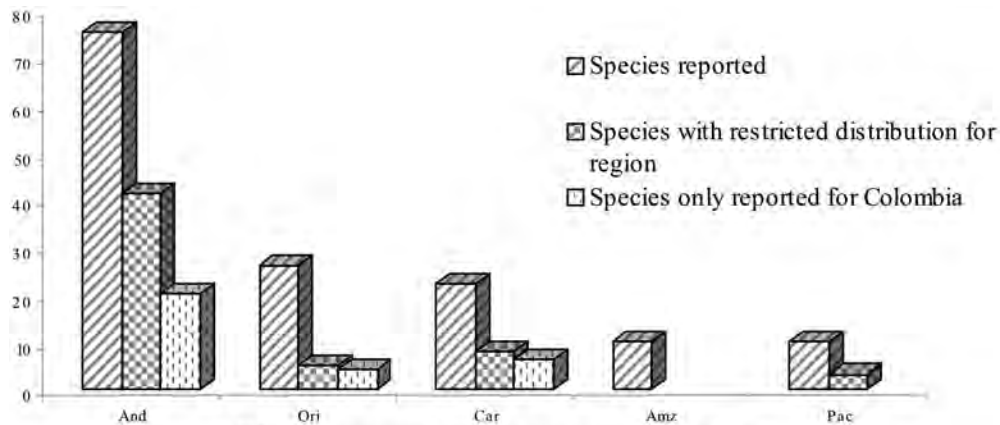 80
70
60
50
40
30
20
10
0
And
Ori
Car
Amz
Pac
Species reported
Species with restricted distribution for
region
Species only reported for Colombia